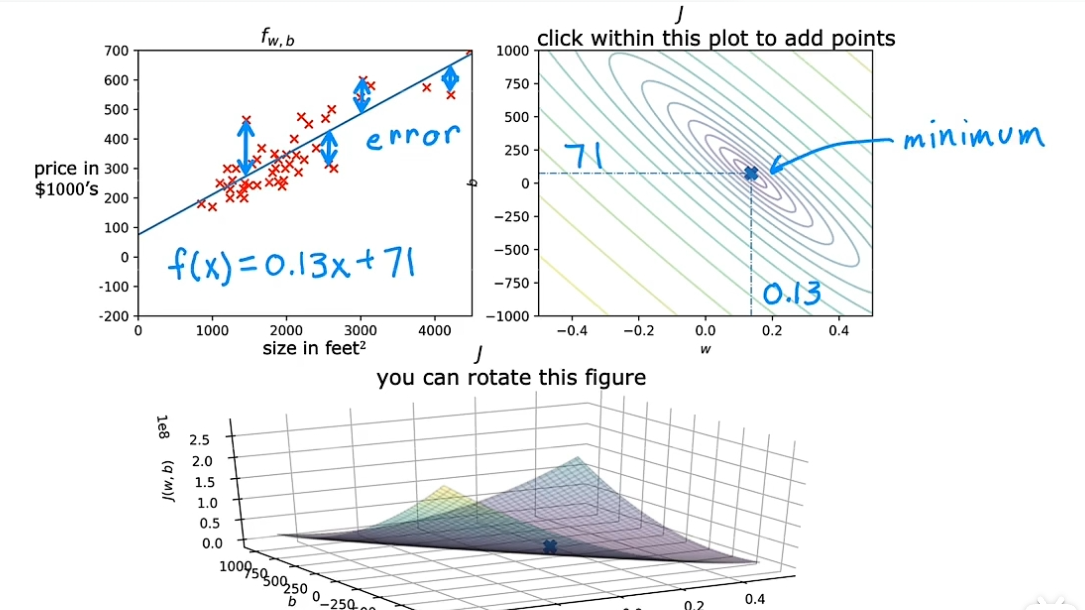 f_{w,b}
700
600
500
400
300
200
100
0
-100
-200
price in
$1000's
error
f(x) = 0.13x + 71
0 1000 2000 3000 4000
size in feet²
J
click within this plot to add points
1000
750
500
250
0
−250
−500
−750
−1000
b
71
minimum
0.13
−0.4 −0.2 0.0 0.2 0.4
w
J
you can rotate this figure
1e8
J(w,b)
2.5
2.0
1.5
1.0
0.5
0.0
1000
750
500
250
0
−250
b
0.2
0.4